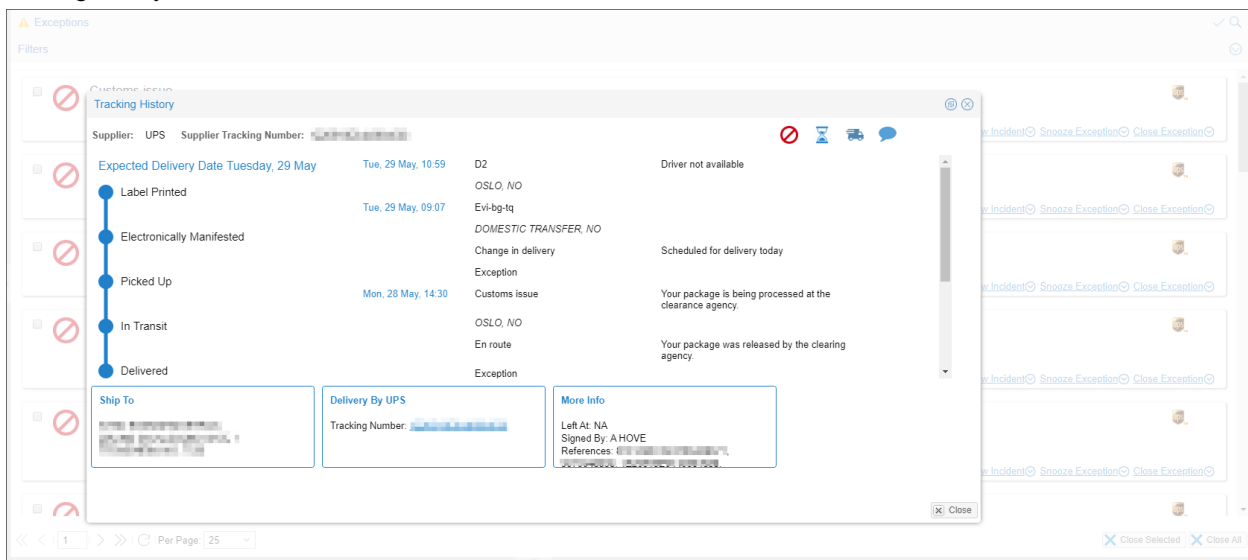 Exceptions
Filters
Customs issue
Tracking History
Supplier: UPS Supplier Tracking Number:
Expected Delivery Date Tuesday, 29 May
Label Printed
Electronically Manifested
Picked Up
In Transit
Delivered
Tue, 29 May, 10:59 D2 Driver not available
OSLO, NO
Tue, 29 May, 09:07 Evi-bg-tq
DOMESTIC TRANSFER, NO
Change in delivery Scheduled for delivery today
Exception
Mon, 28 May, 14:30 Customs issue Your package is being processed at the
clearance agency.
OSLO, NO
En route Your package was released by the clearing
agency.
Exception
Ship To
Delivery By UPS
Tracking Number:
More Info
Left At: NA
Signed By: A HOVE
References:
Close
Incident Snooze Exception Close Exception
Incident Snooze Exception Close Exception
Incident Snooze Exception Close Exception
Incident Snooze Exception Close Exception
Incident Snooze Exception Close Exception
1 Per Page: 25
Close Selected Close All